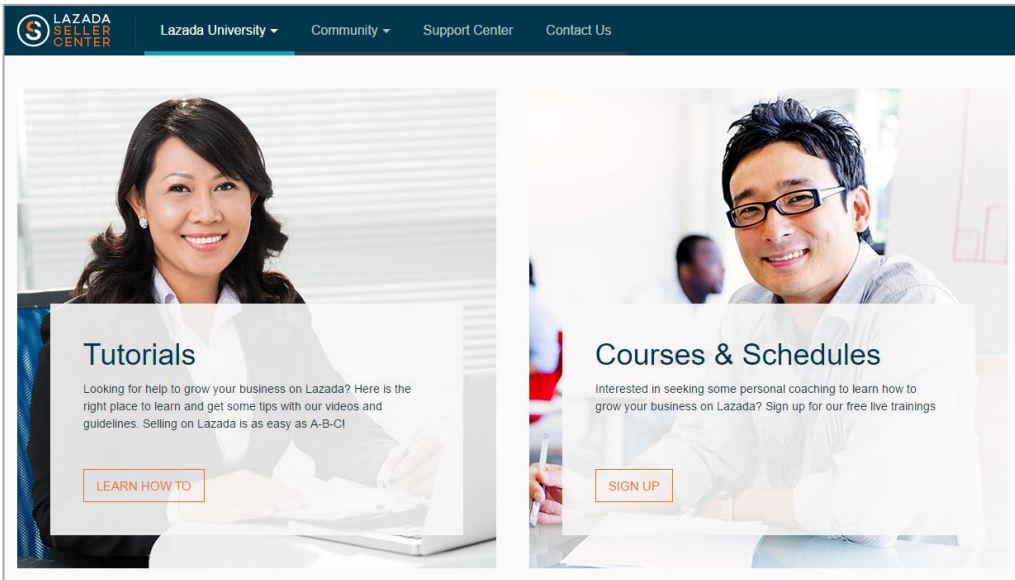 LAZADA
SELLER
CENTER
Lazada University
Community
Support Center
Contact Us
Tutorials
Looking for help to grow your business on Lazada? Here is the
right place to learn and get some tips with our videos and
guidelines. Selling on Lazada is as easy as A-B-C!
LEARN HOW TO
Courses & Schedules
Interested in seeking some personal coaching to learn how to
grow your business on Lazada? Sign up for our free live trainings
SIGN UP